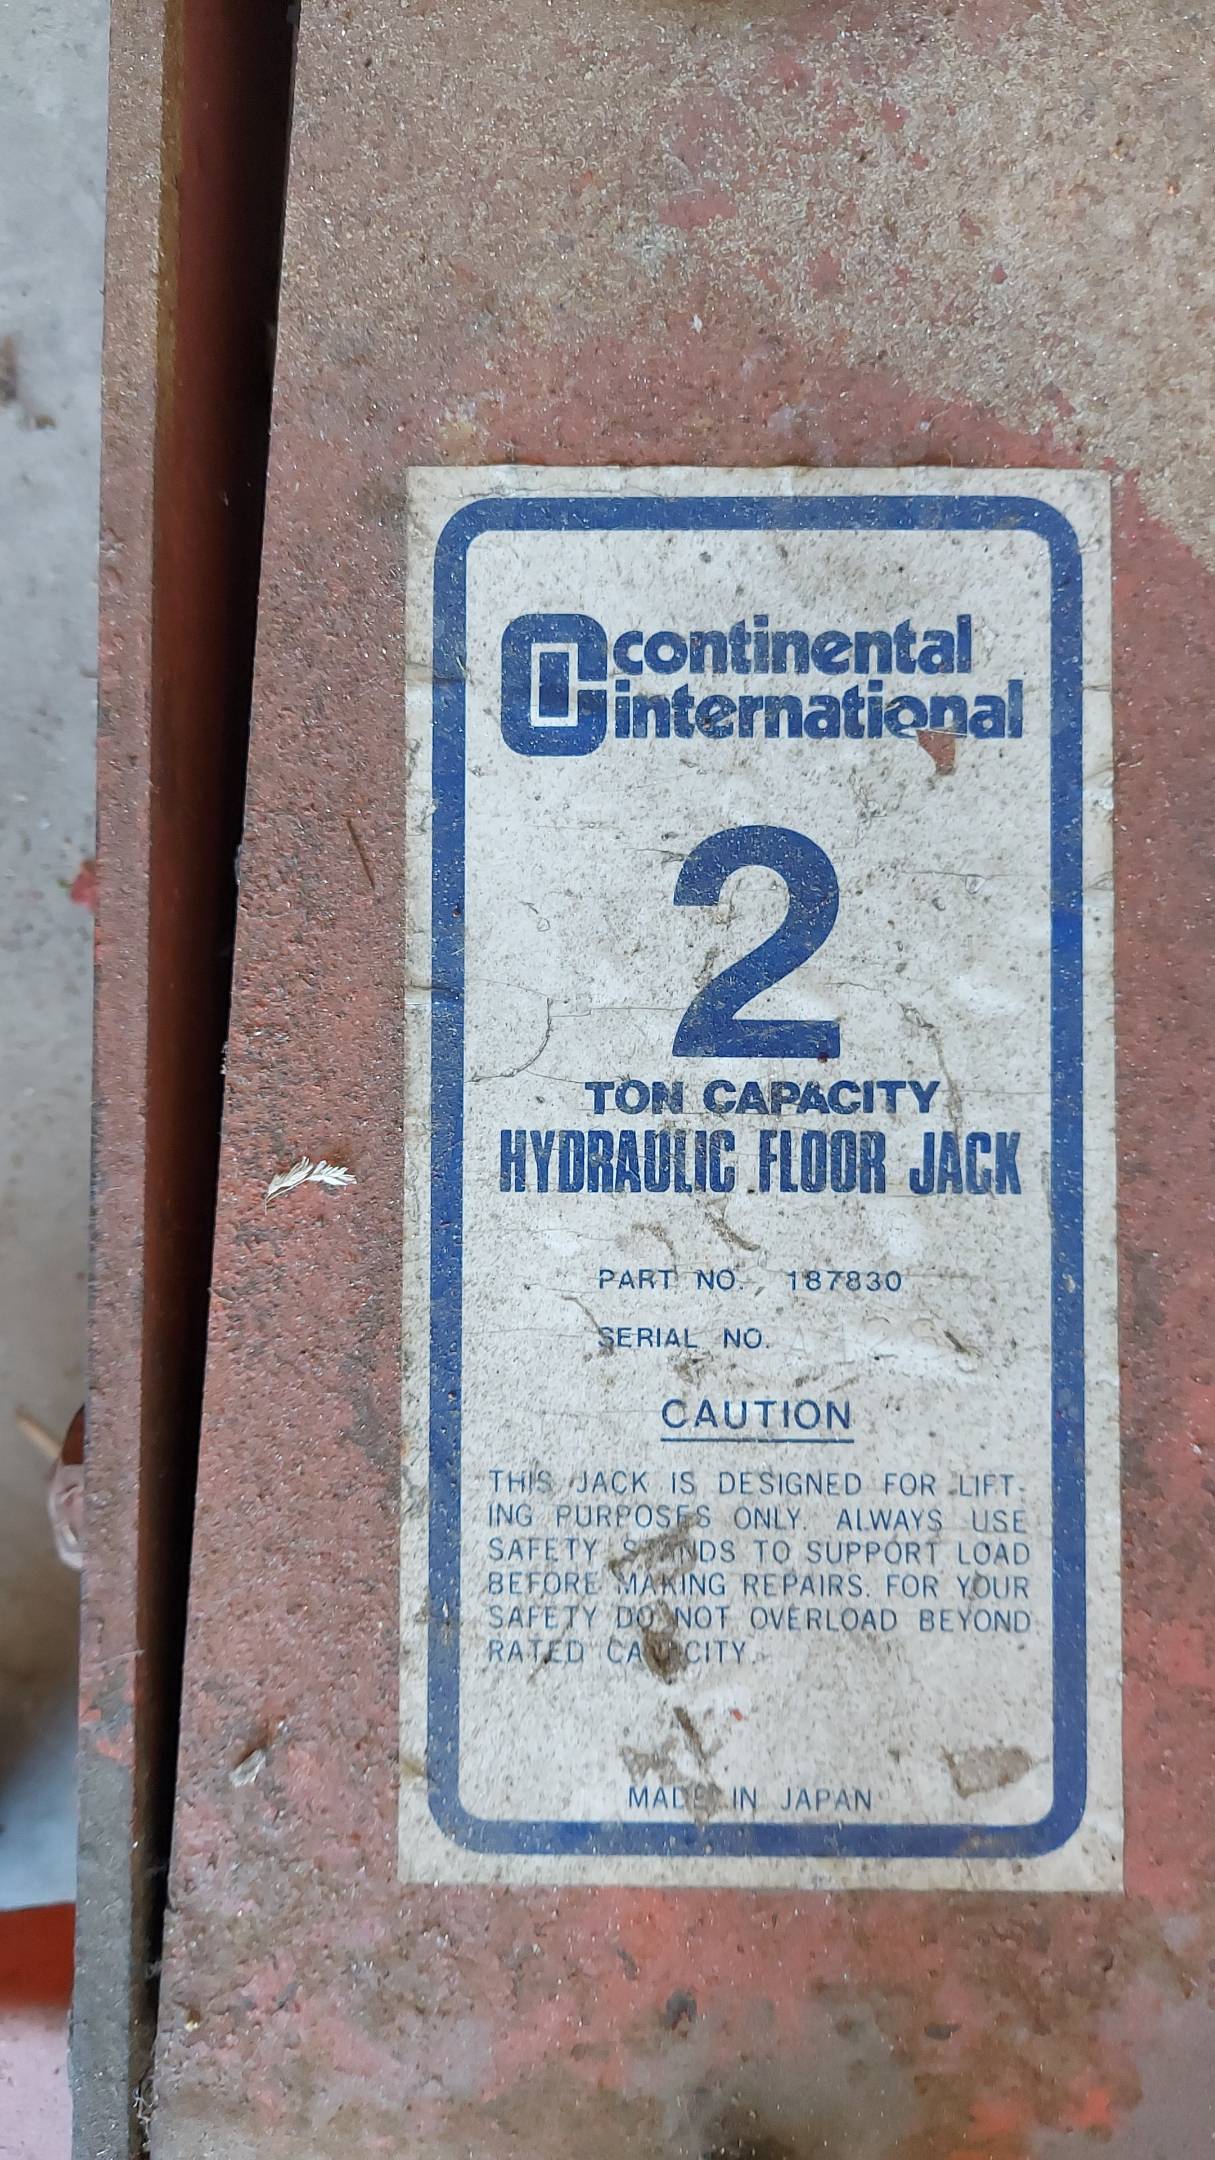 continental
international
2
TON CAPACITY
HYDRAULIC FLOOR JACK
PART NO. 187830
SERIAL NO.
CAUTION
THIS JACK IS DESIGNED FOR LIFT-
ING PURPOSES ONLY. ALWAYS USE
SAFETY STANDS TO SUPPORT LOAD
BEFORE MAKING REPAIRS. FOR YOUR
SAFETY DO NOT OVERLOAD BEYOND
RATED CAPACITY.
MADE IN JAPAN